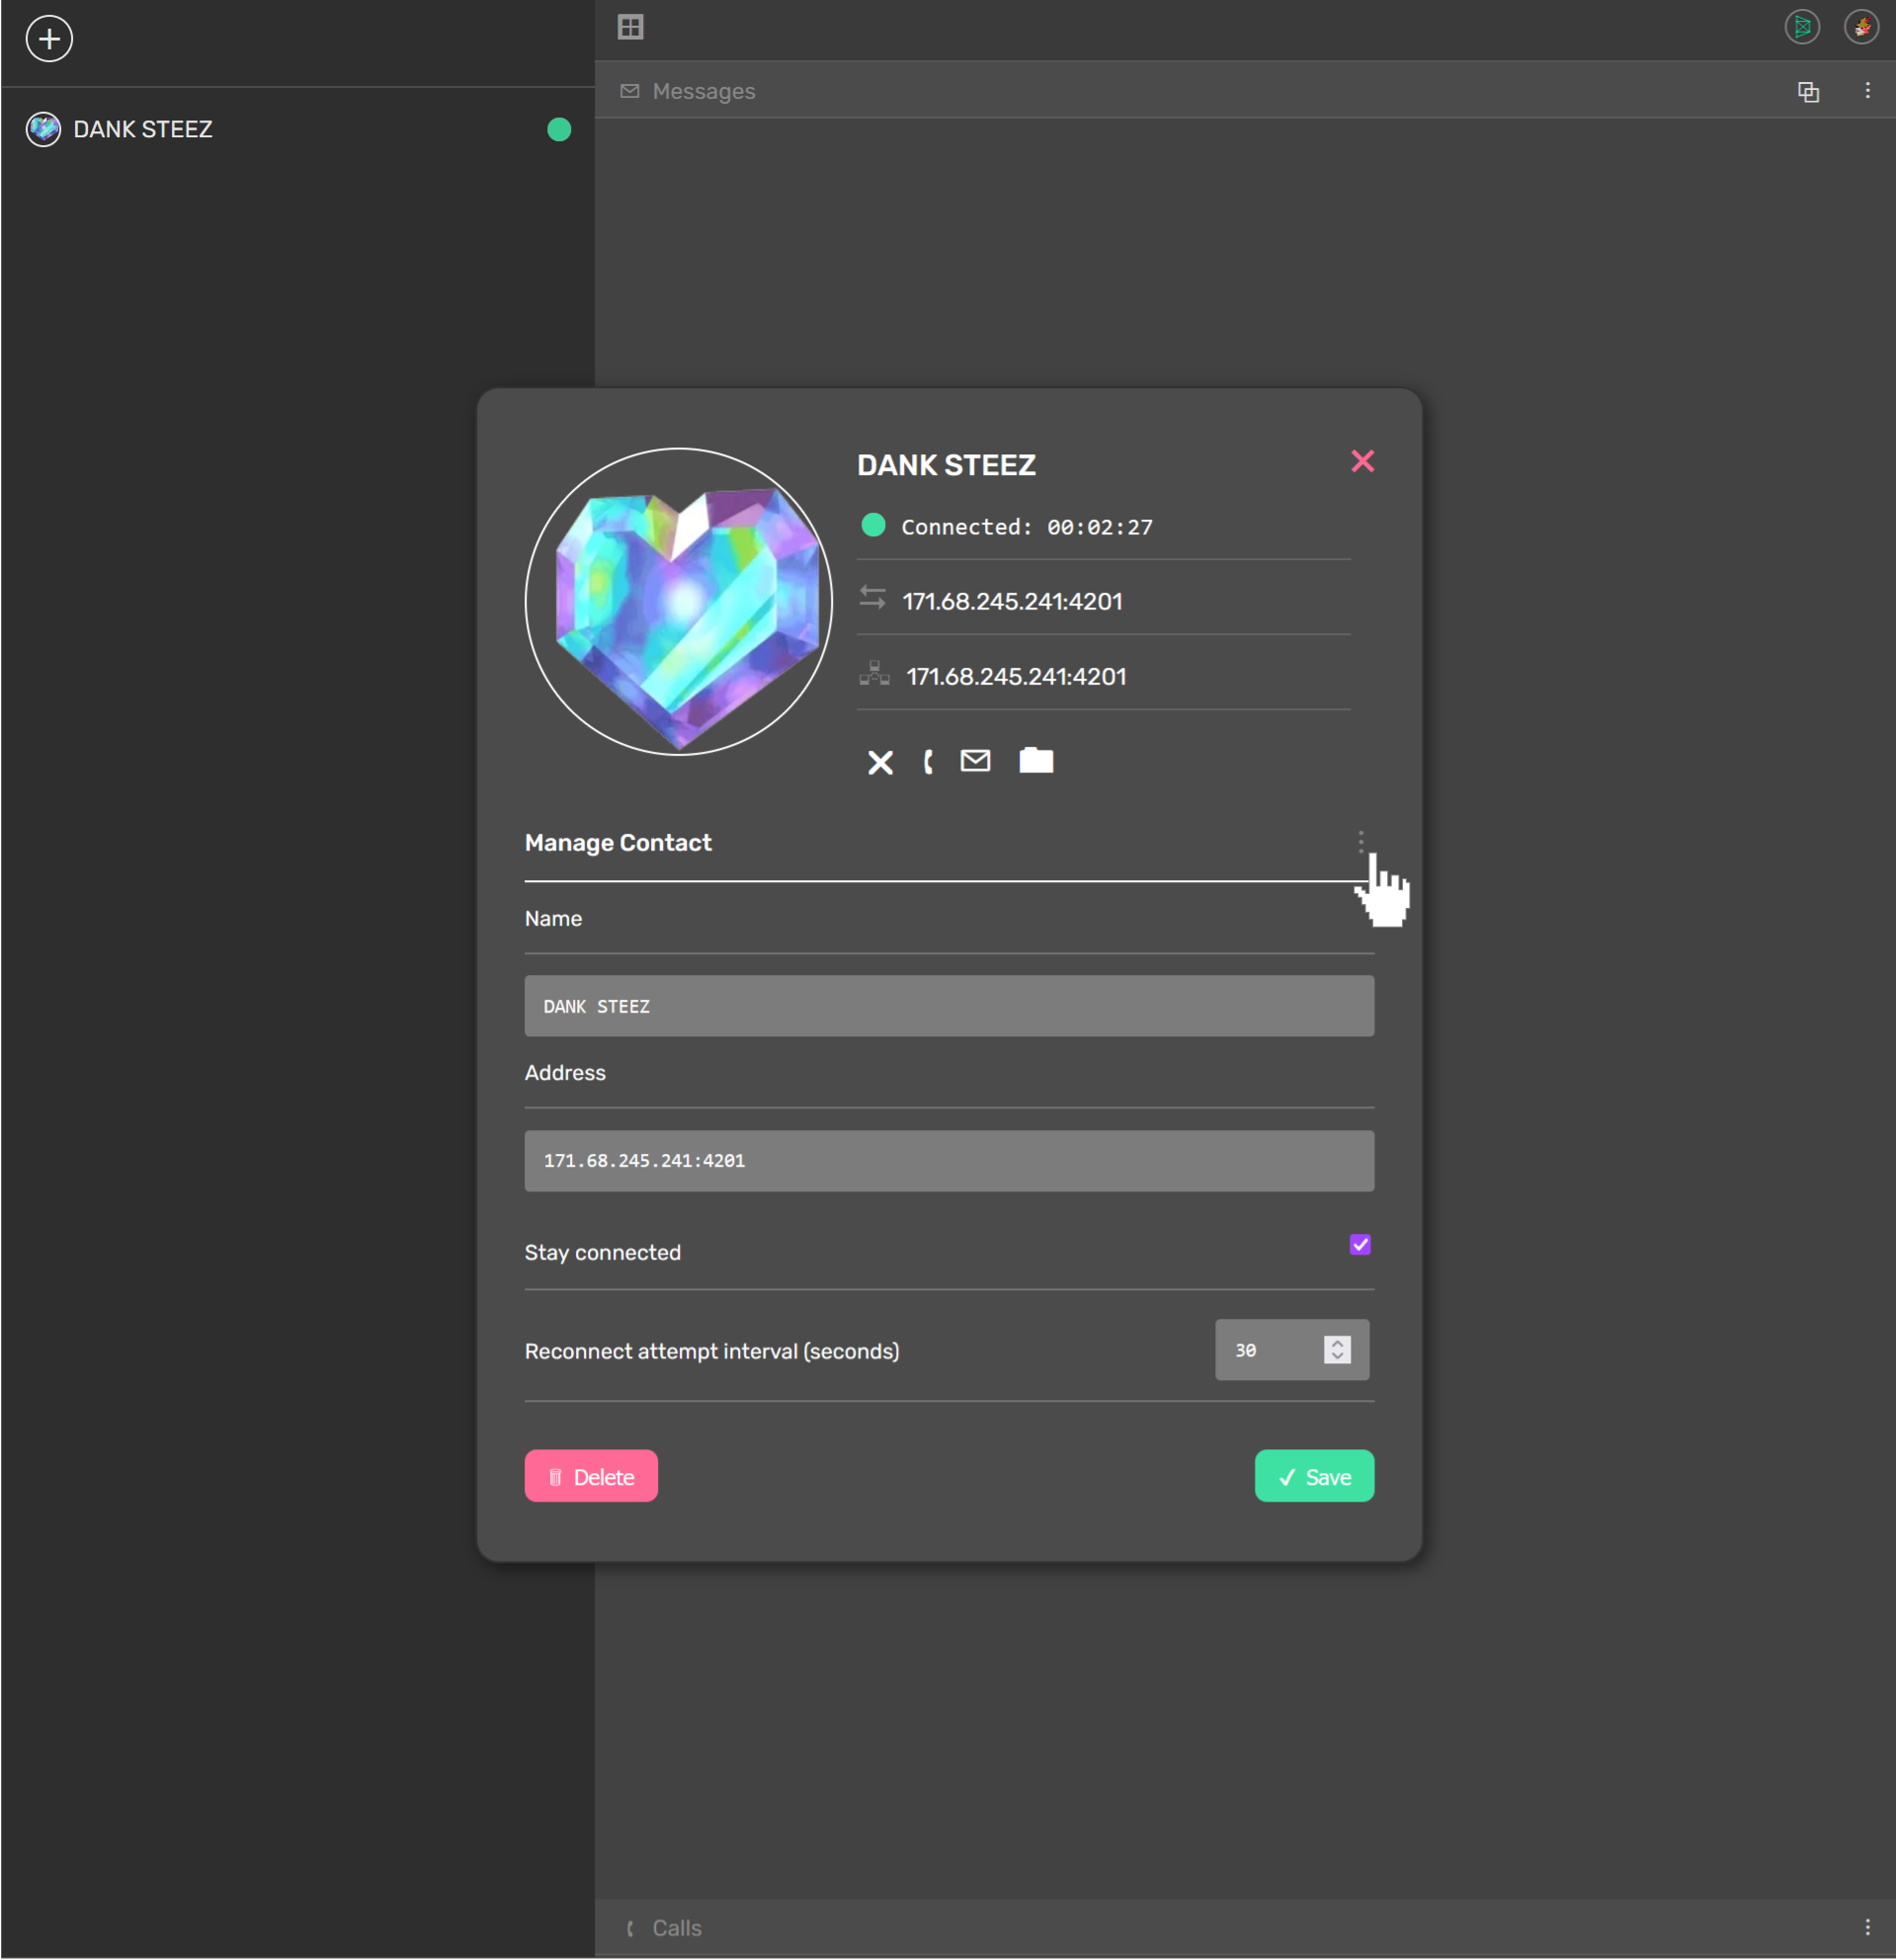 Messages
DANK STEEZ
DANK STEEZ
Connected: 00:02:27
171.68.245.241:4201
171.68.245.241:4201
Manage Contact
Name
DANK STEEZ
Address
171.68.245.241:4201
Stay connected
Reconnect attempt interval (seconds)
30
Delete
Save
Calls